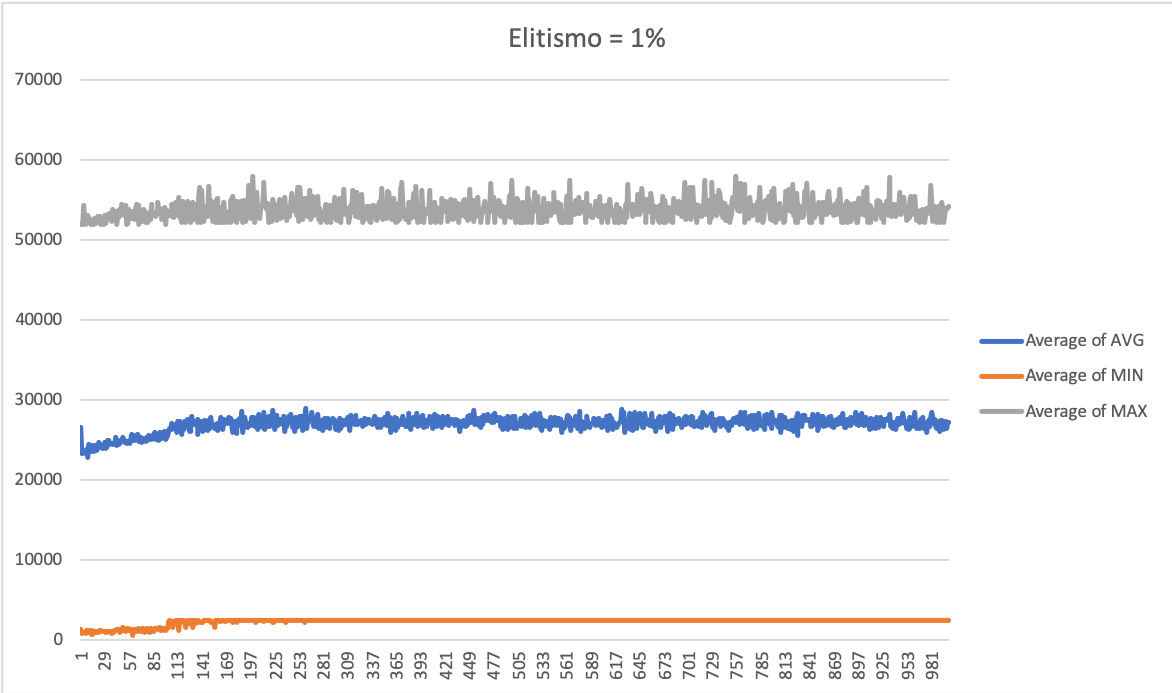 Elitismo = 1%
70000
60000
50000
40000
30000
20000
10000
0
Average of AVG
Average of MIN
Average of MAX
1 29 57 85 113 141 169 197 225 253 281 309 337 365 393 421 449 477 505 533 561 589 617 645 673 701 729 757 785 813 841 869 897 925 953 981